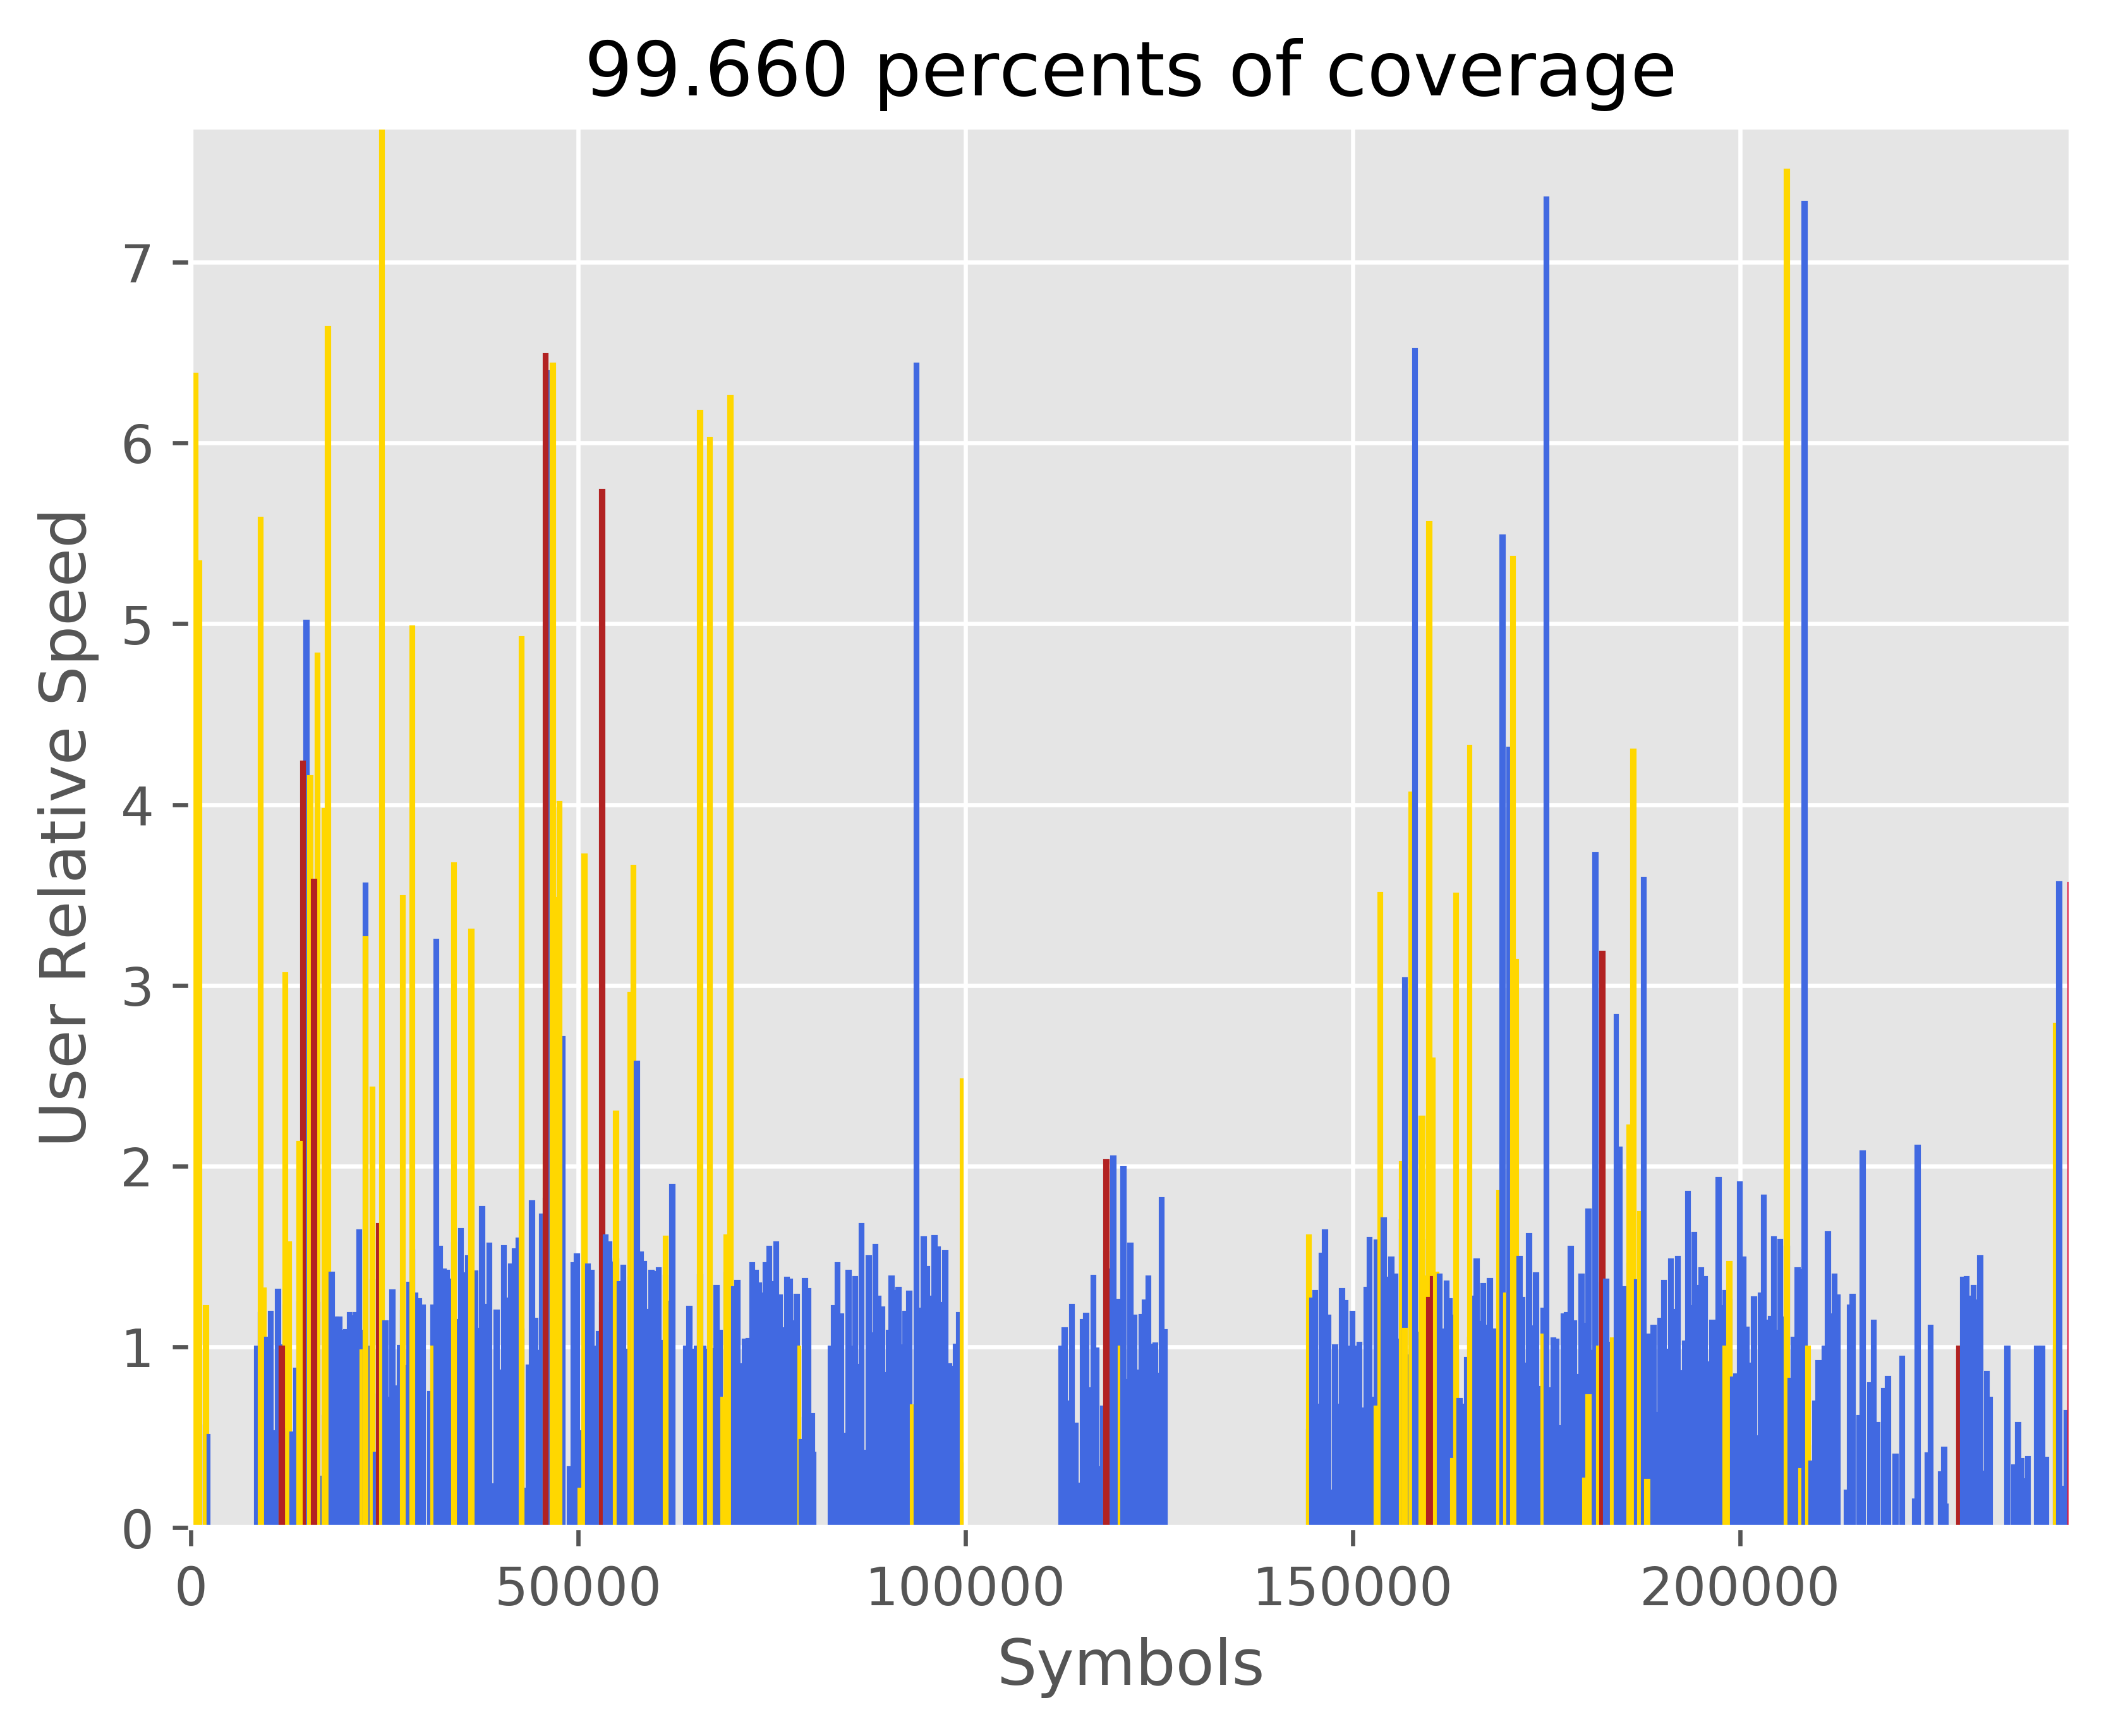 99.660 percents of coverage
User Relative Speed
7
6
5
4
3
2
1
0
0 50000 100000 150000 200000
Symbols